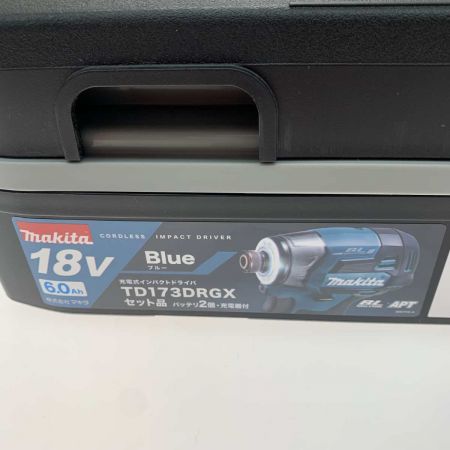 makita
CORDLESS IMPACT DRIVER
18V
Blue
ブルー
6.0Ah
充電式インパクトドライバ
TD173DRGX
セット品 バッテリ2個・充電器付
株式会社マキタ
makita
BL
BL
APT